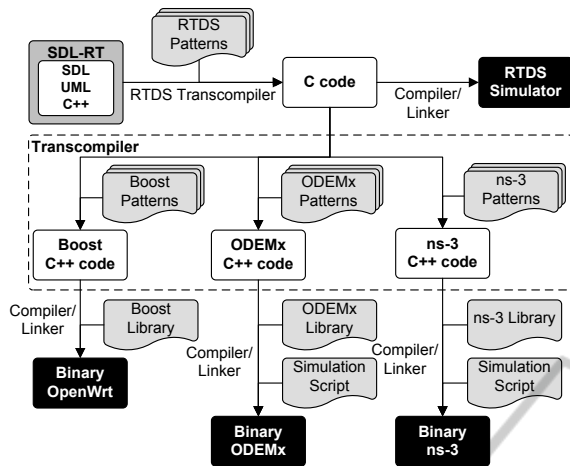 RTDS
Patterns
SDL-RT
SDL
UML
C++
RTDS Transcompiler
C code
Compiler/
Linker
RTDS
Simulator
Transcompiler
Boost
Patterns
ODEMx
Patterns
ns-3
Patterns
Boost
C++ code
ODEMx
C++ code
ns-3
C++ code
Compiler/
Linker
Boost
Library
Compiler/
Linker
ODEMx
Library
Simulation
Script
Compiler/
Linker
ns-3 Library
Simulation
Script
Binary
OpenWrt
Binary
ODEMx
Binary
ns-3